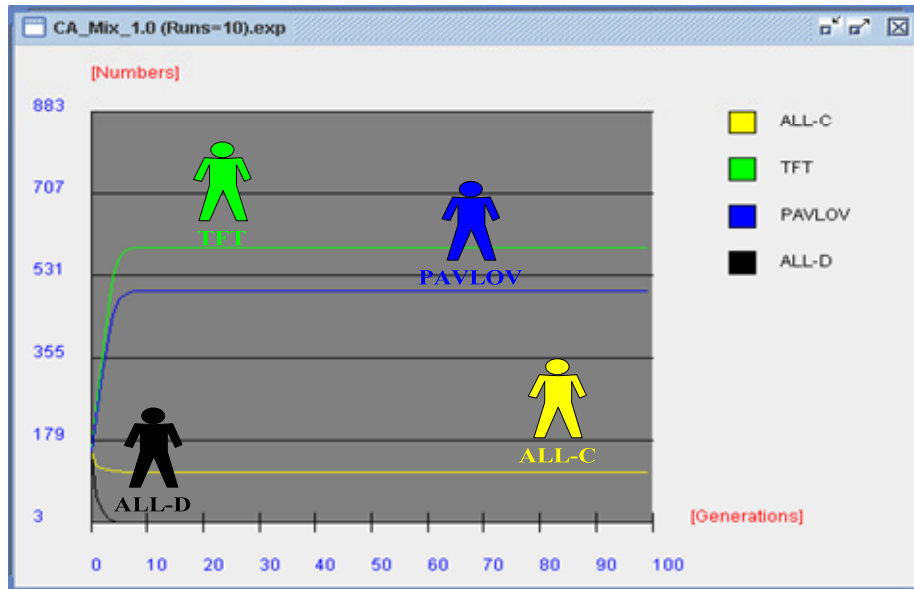 CA_Mix_1.0 (Runs=10).exp
[Numbers]
883
707
531
355
179
3
TFT
PAVLOV
ALL-C
ALL-D
ALL-C
TFT
PAVLOV
ALL-D
[Generations]
0 10 20 30 40 50 60 70 80 90 100